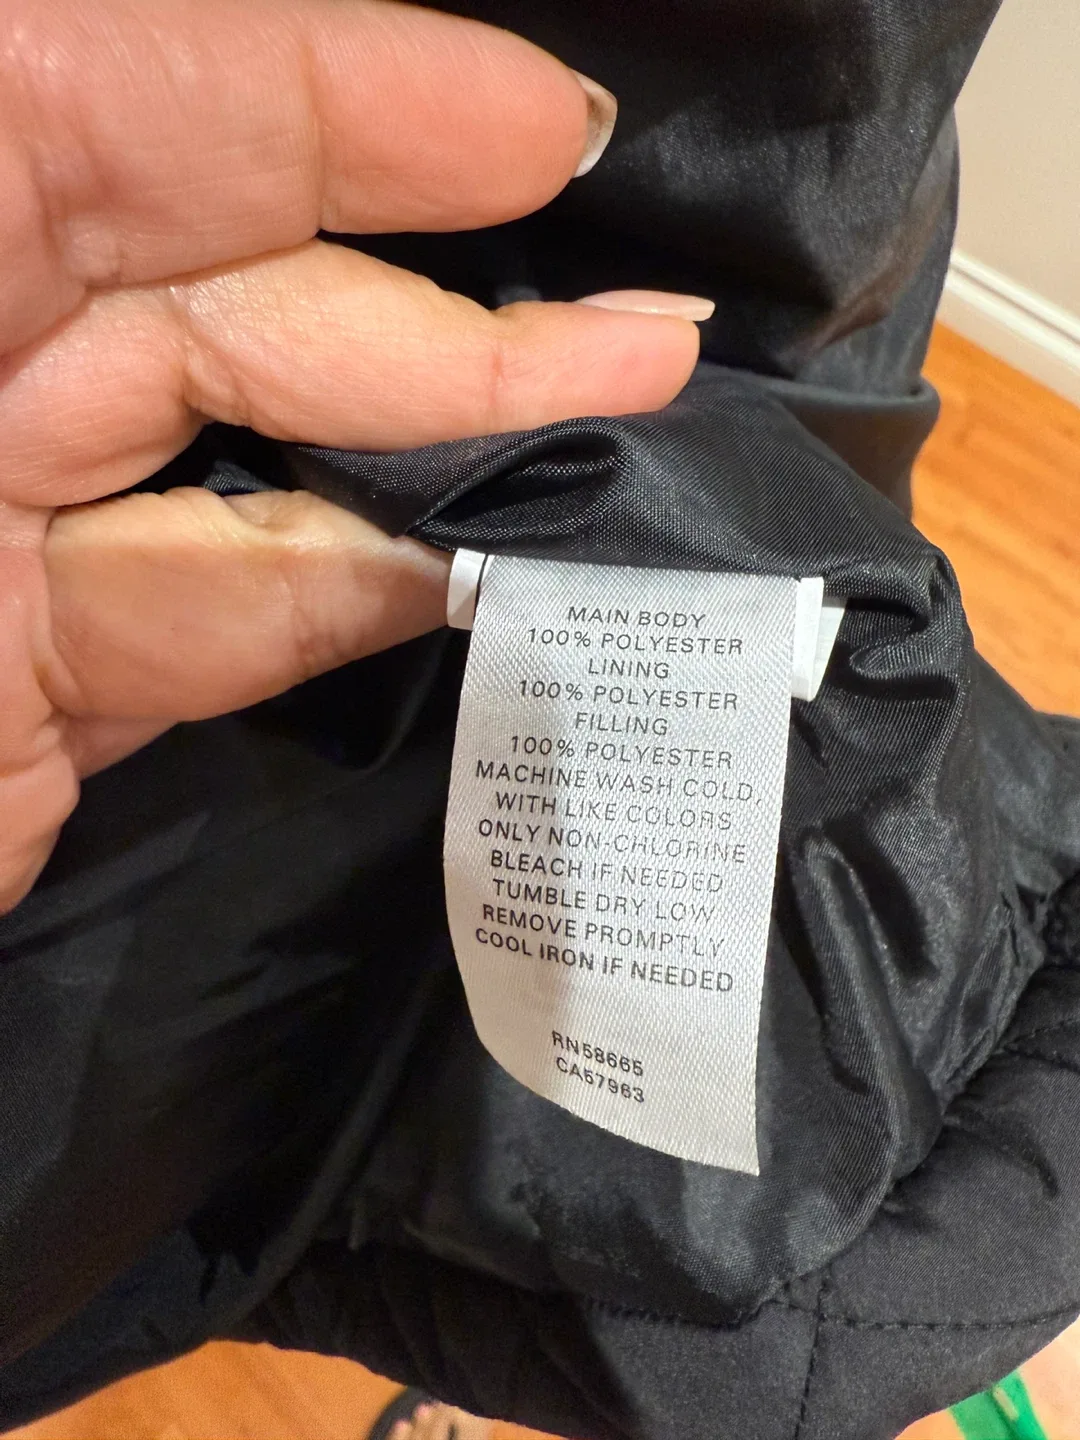 MAIN BODY
100% POLYESTER
LINING
100% POLYESTER
FILLING
100% POLYESTER
MACHINE WASH COLD,
WITH LIKE COLORS
ONLY NON-CHLORINE
BLEACH IF NEEDED
TUMBLE DRY LOW
REMOVE PROMPTLY
COOL IRON IF NEEDED
RN58665
CA57963